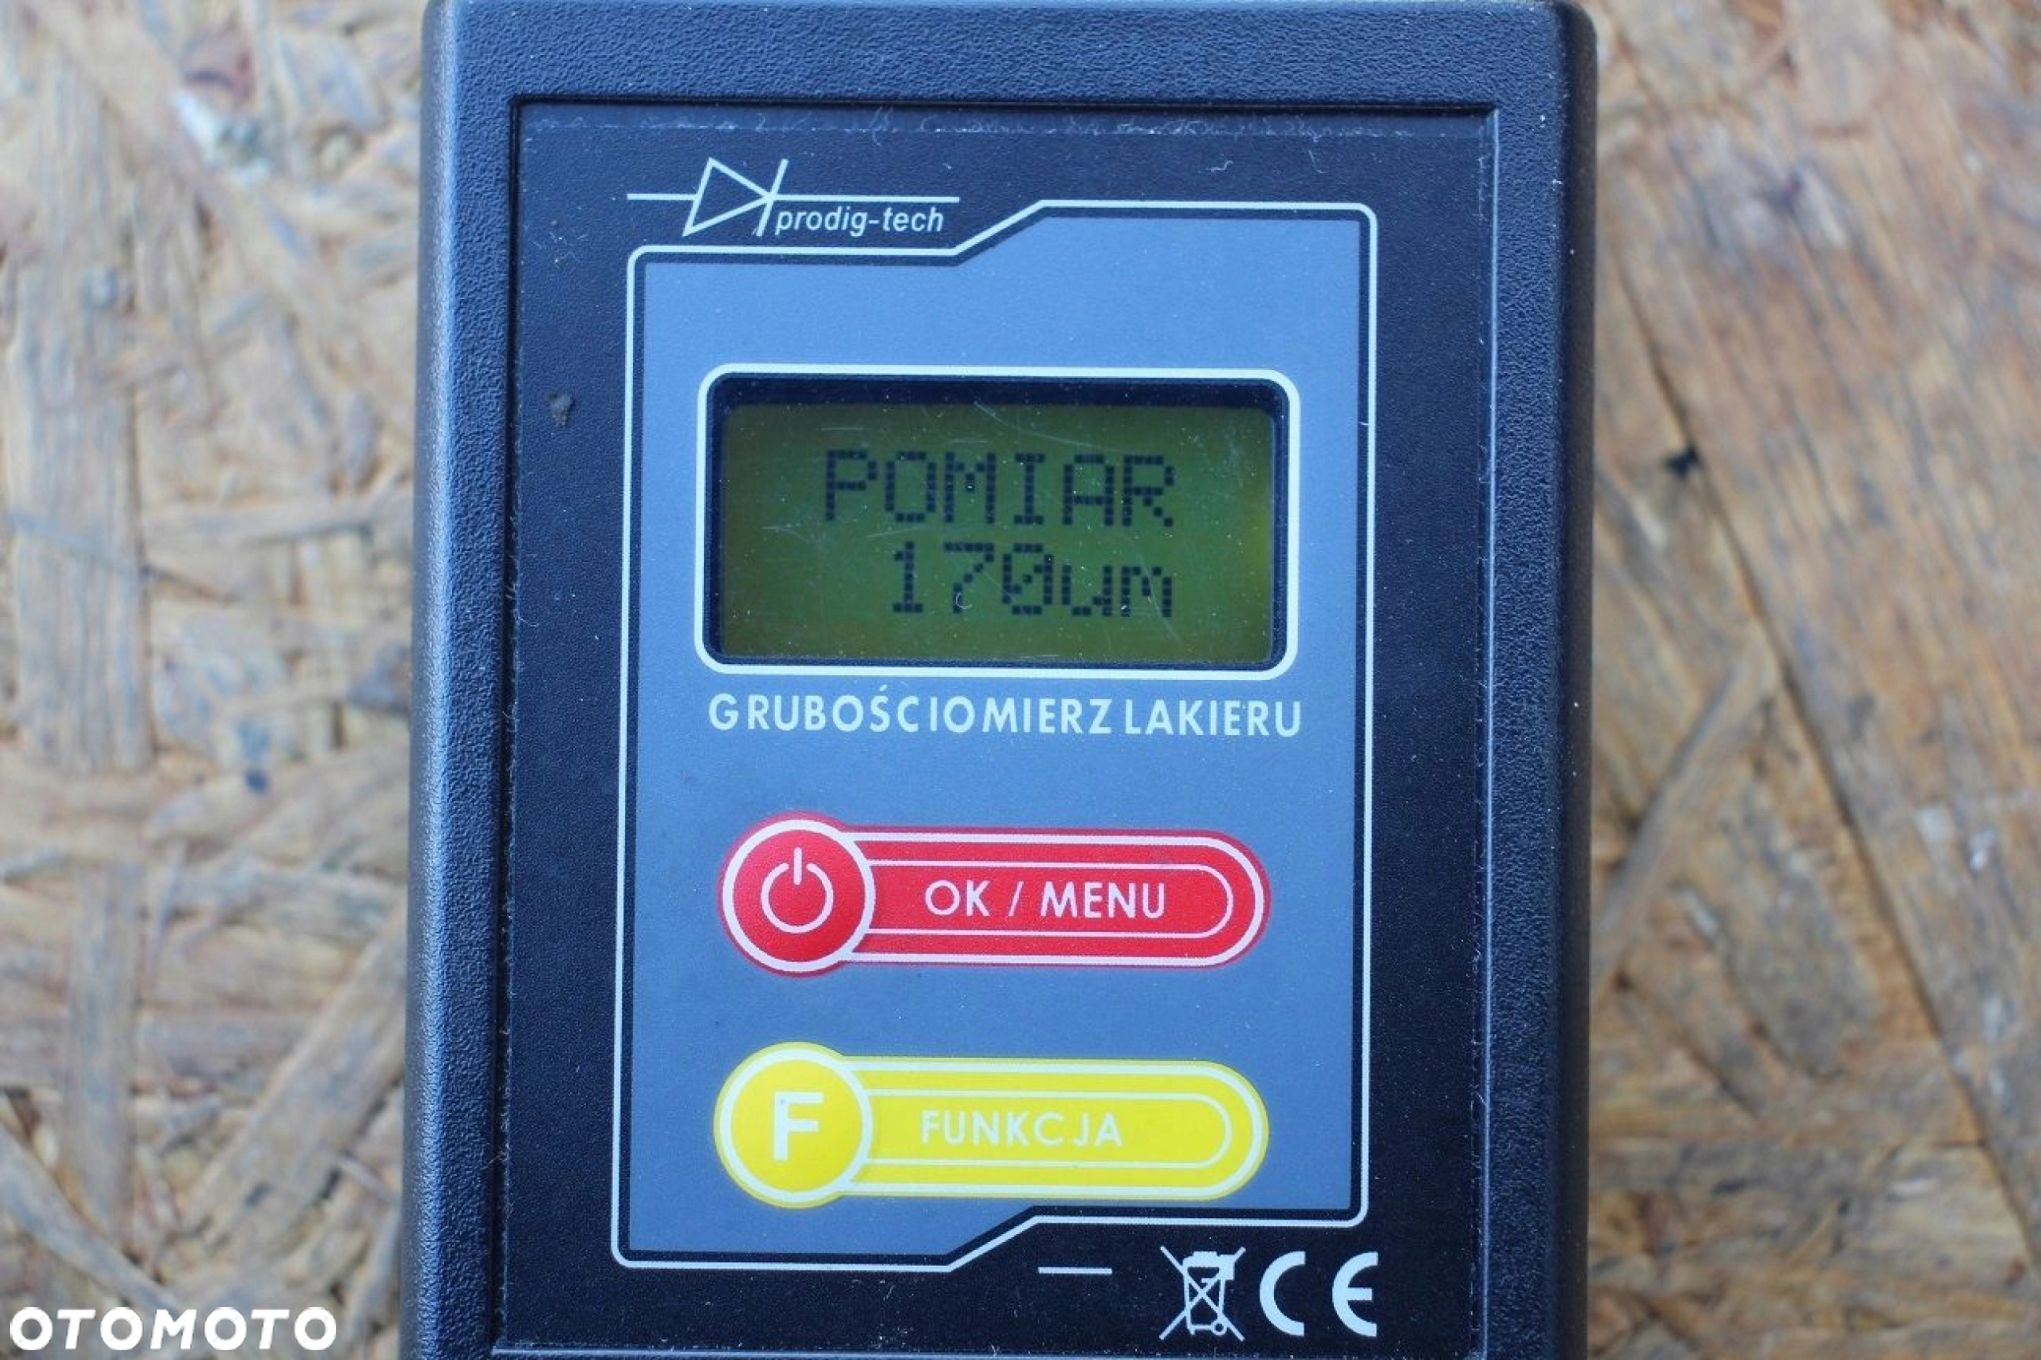 prodig-tech
POMIAR
170um
GRUBOŚCIOMIERZ LAKIERU
OK / MENU
F FUNKCJA
CE
OTOMOTO